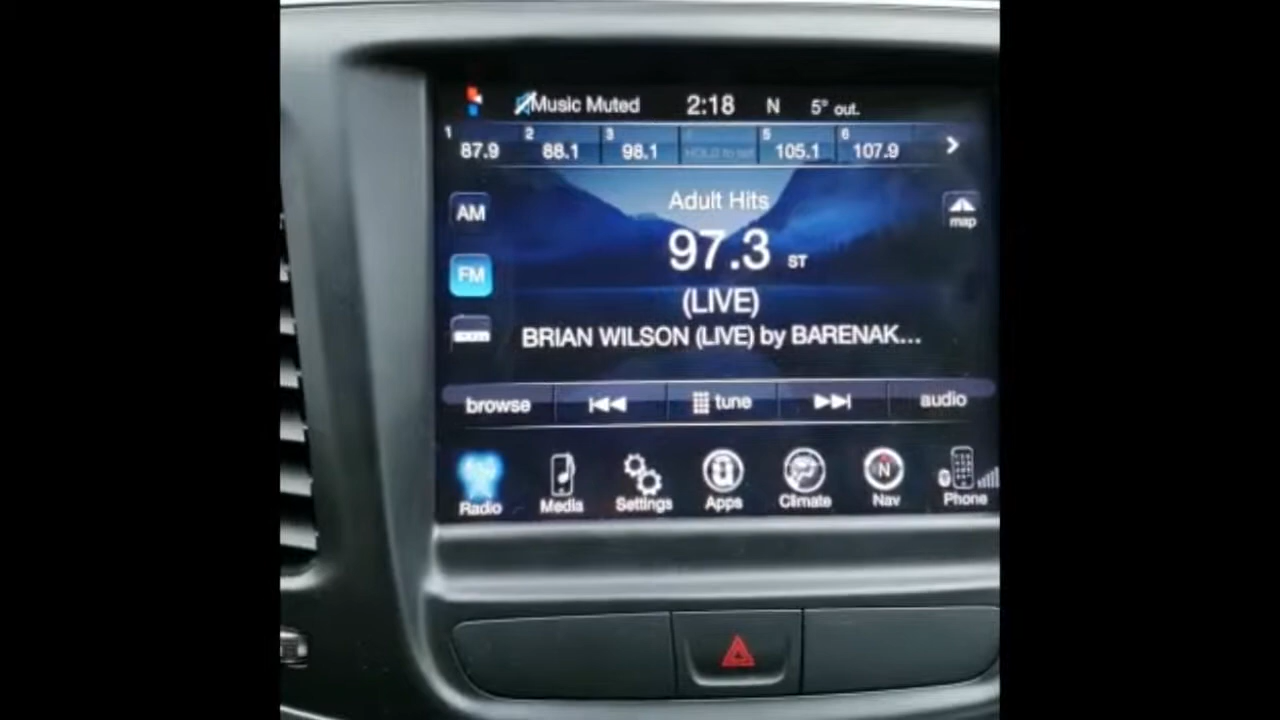 Music Muted 2:18 N 5° out.
1 2 3 5 6
87.9 88.1 98.1 105.1 107.9
Adult Hits
AM map
97.3 ST
FM
(LIVE)
BRIAN WILSON (LIVE) by BARENAK...
browse tune audio
Radio Media Settings Apps Climate Nav Phone